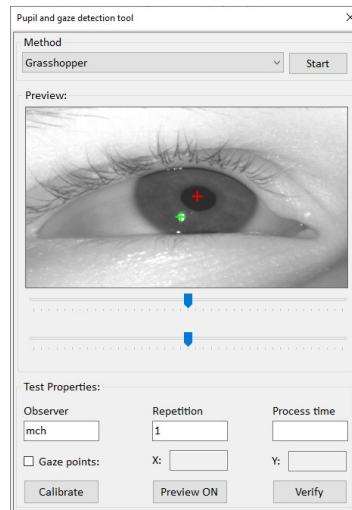 Pupil and gaze detection tool
Method
Grasshopper
Start
Preview:
Test Properties:
Observer Repetition Process time
mch 1
Gaze points: X: Y:
Calibrate Preview ON Verify